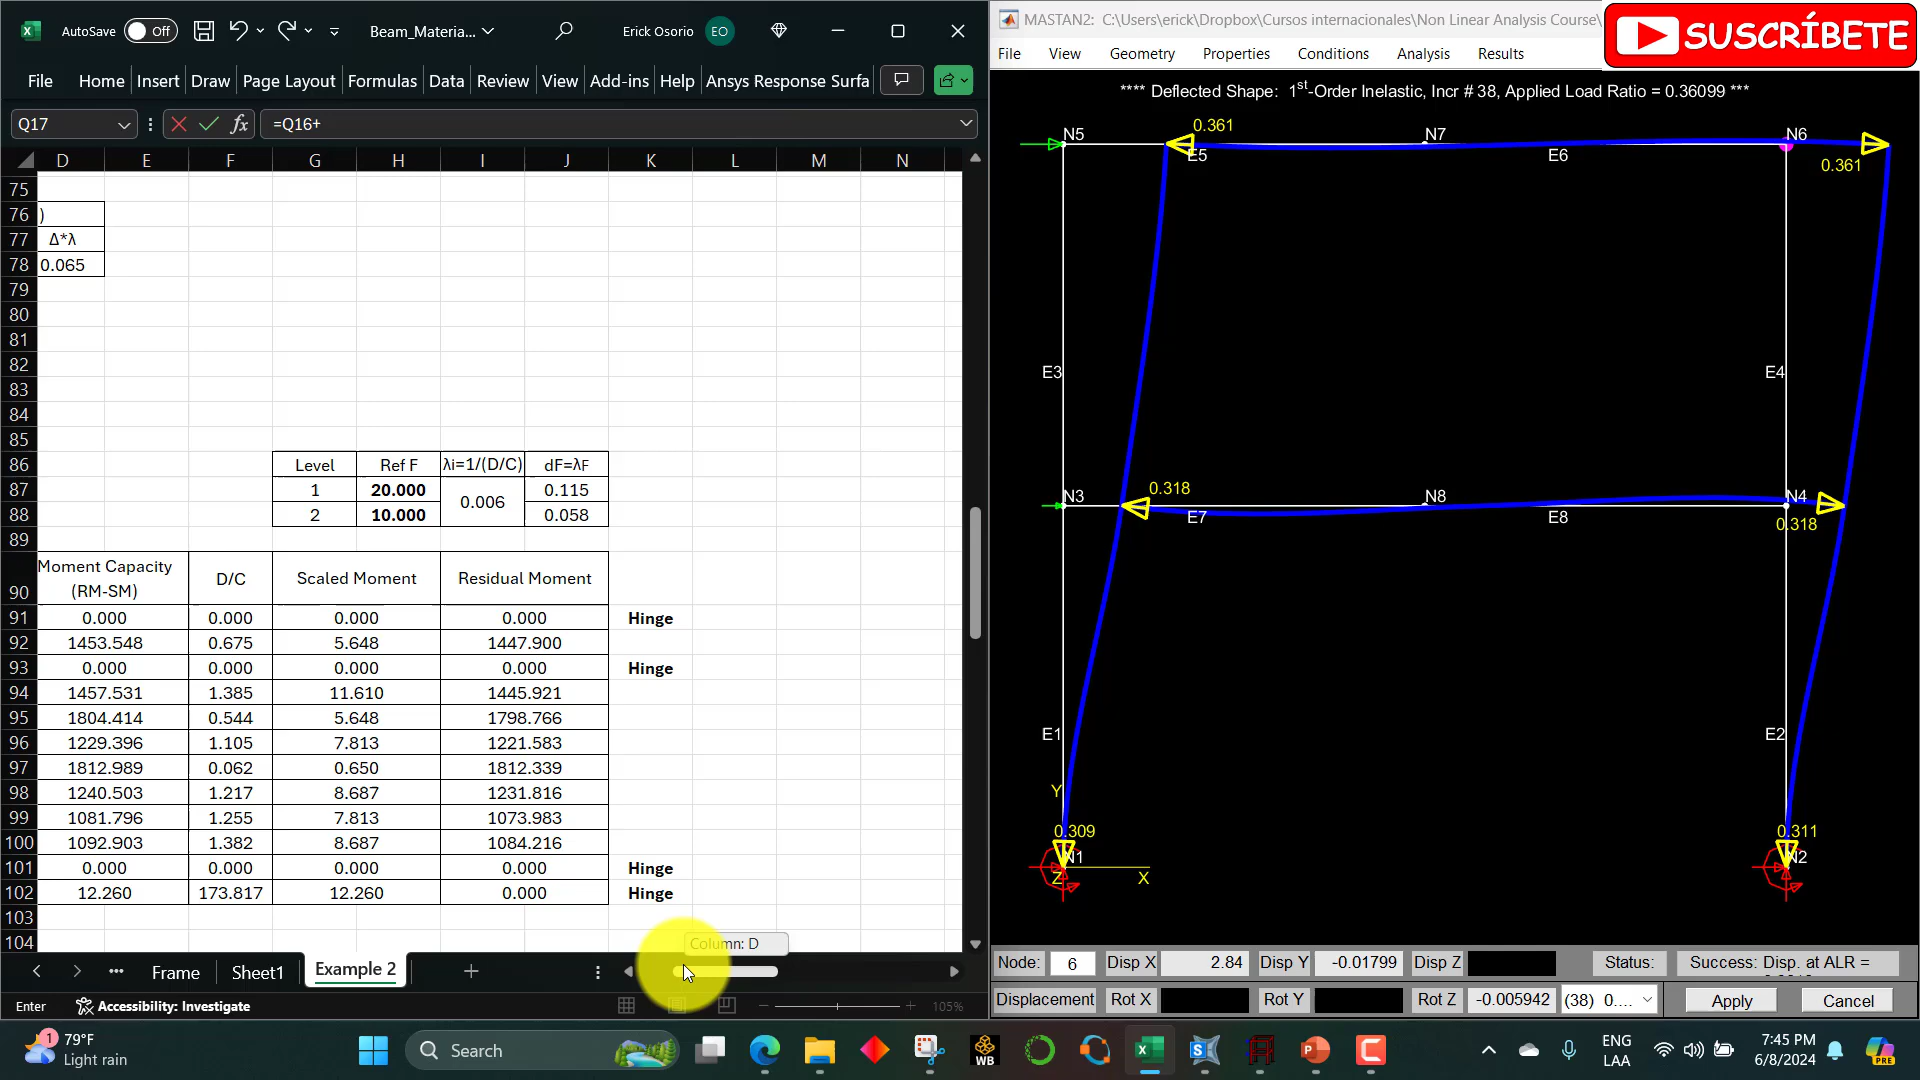 AutoSave Off Beam_Materia... Erick Osorio EO
File Home Insert Draw Page Layout Formulas Data Review View Add-ins Help Ansys Response Surfa
Q17 fx =Q16+
D E F G H I J K L M N
75
76 )
77 Δ*λ
78 0.065
79
80
81
82
83
84
85
86 Level Ref F λi=1/(D/C) dF=λF
87 1 20.000 0.006 0.115
88 2 10.000 0.058
89
90 Moment Capacity (RM-SM) D/C Scaled Moment Residual Moment
91 0.000 0.000 0.000 0.000 Hinge
92 1453.548 0.675 5.648 1447.900
93 0.000 0.000 0.000 0.000 Hinge
94 1457.531 1.385 11.610 1445.921
95 1804.414 0.544 5.648 1798.766
96 1229.396 1.105 7.813 1221.583
97 1812.989 0.062 0.650 1812.339
98 1240.503 1.217 8.687 1231.816
99 1081.796 1.255 7.813 1073.983
100 1092.903 1.382 8.687 1084.216
101 0.000 0.000 0.000 0.000 Hinge
102 12.260 173.817 12.260 0.000 Hinge
103
104
Column: D
... Frame Sheet1 Example 2
Enter Accessibility: Investigate 105%
MASTAN2: C:\Users\erick\Dropbox\Cursos internacionales\Non Linear Analysis Course\
SUSCRÍBETE
File View Geometry Properties Conditions Analysis Results
**** Deflected Shape: 1st-Order Inelastic, Incr # 38, Applied Load Ratio = 0.36099 ***
0.361
N5 N7 N6
E5 E6
0.361
E3 E4
0.318
N3 N8 N4
E7 E8 0.318
E1 E2
Y
0.309 0.311
N1 N2
Z X
Node: 6 Disp X 2.84 Disp Y -0.01799 Disp Z Status: Success: Disp. at ALR =
Displacement Rot X Rot Y Rot Z -0.005942 (38) 0.... Apply Cancel
1 79°F
Light rain
Search
WB
PRE
ENG
LAA
7:45 PM
6/8/2024